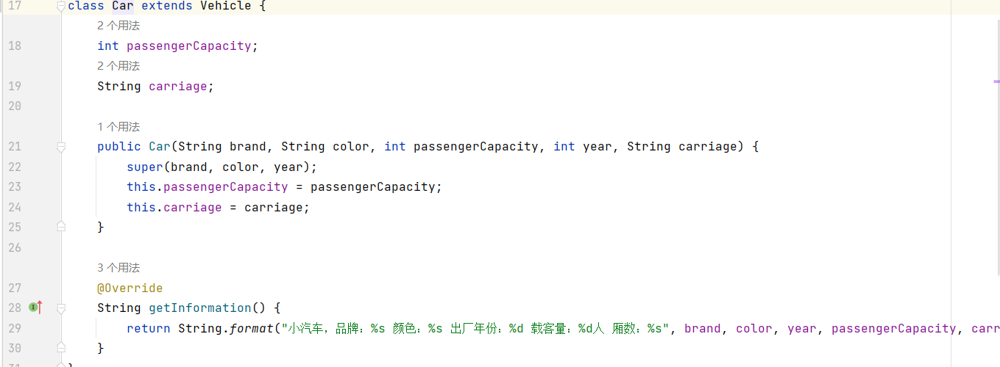 17 class Car extends Vehicle {
2 个用法
18 int passengerCapacity;
2 个用法
19 String carriage;
20
1 个用法
21 public Car(String brand, String color, int passengerCapacity, int year, String carriage) {
22 super(brand, color, year);
23 this.passengerCapacity = passengerCapacity;
24 this.carriage = carriage;
25 }
26
3 个用法
27 @Override
28 String getInformation() {
29 return String.format("小汽车，品牌：%s 颜色：%s 出厂年份：%d 载客量：%d人 厢数：%s", brand, color, year, passengerCapacity, carr
30 }